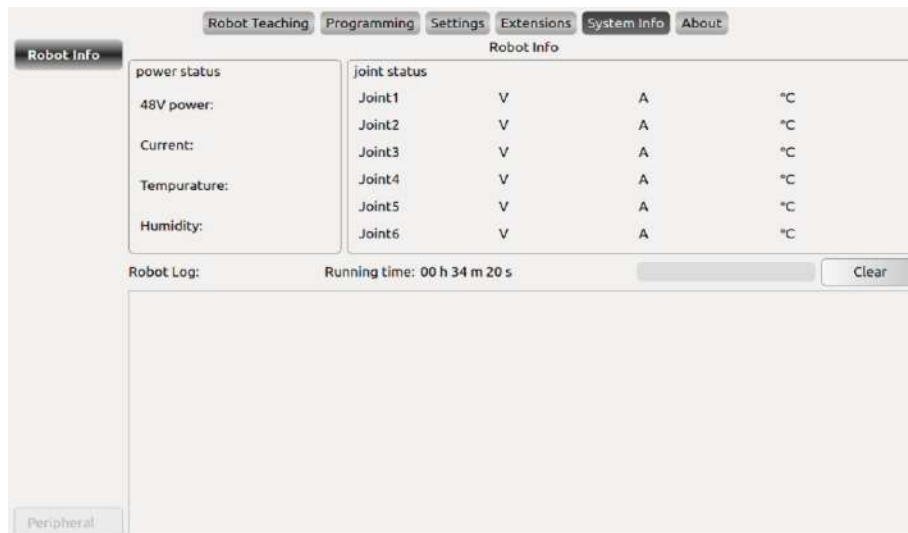 Robot Teaching Programming Settings Extensions System Info About
Robot Info
Robot Info
power status
48V power:
Current:
Tempurature:
Humidity:
joint status
Joint1 V A °C
Joint2 V A °C
Joint3 V A °C
Joint4 V A °C
Joint5 V A °C
Joint6 V A °C
Robot Log: Running time: 00 h 34 m 20 s Clear
Peripheral